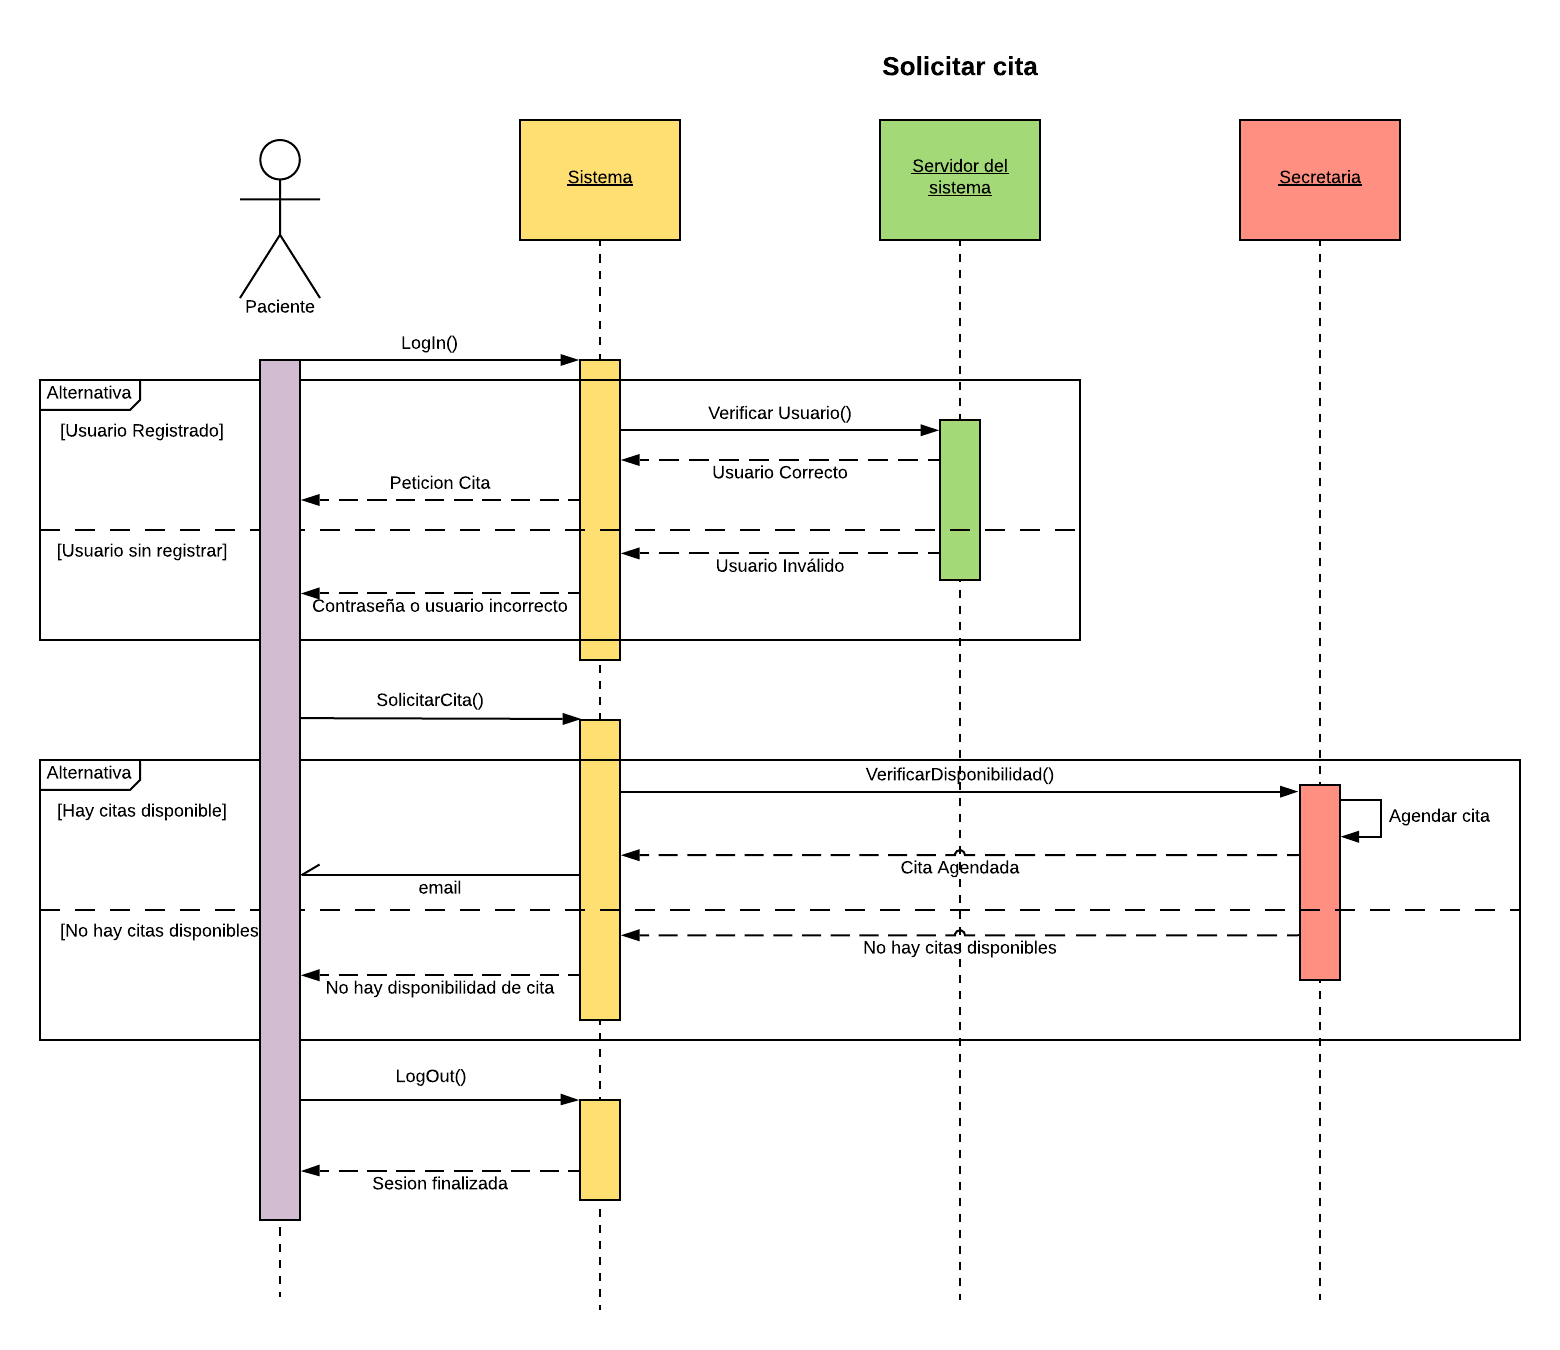 Solicitar cita
Sistema
Servidor del
sistema
Secretaria
Paciente
LogIn()
Alternativa
[Usuario Registrado]
Verificar Usuario()
Usuario Correcto
Peticion Cita
[Usuario sin registrar]
Usuario Inválido
Contraseña o usuario incorrecto
SolicitarCita()
Alternativa
VerificarDisponibilidad()
[Hay citas disponible]
Agendar cita
Cita Agendada
email
[No hay citas disponibles
No hay citas disponibles
No hay disponibilidad de cita
LogOut()
Sesion finalizada